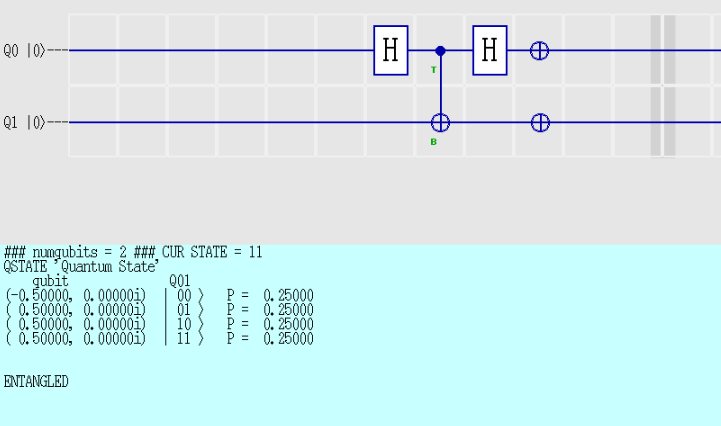 H H
Q0 |0⟩---
T
Q1 |0⟩---
B
### numqubits = 2 ###,CUR STATE = 11
QSTATE 'Quantum State'
qubit Q01
(-0.50000, 0.00000i) | 00 ⟩ P = 0.25000
( 0.50000, 0.00000i) | 01 ⟩ P = 0.25000
( 0.50000, 0.00000i) | 10 ⟩ P = 0.25000
( 0.50000, 0.00000i) | 11 ⟩ P = 0.25000
ENTANGLED